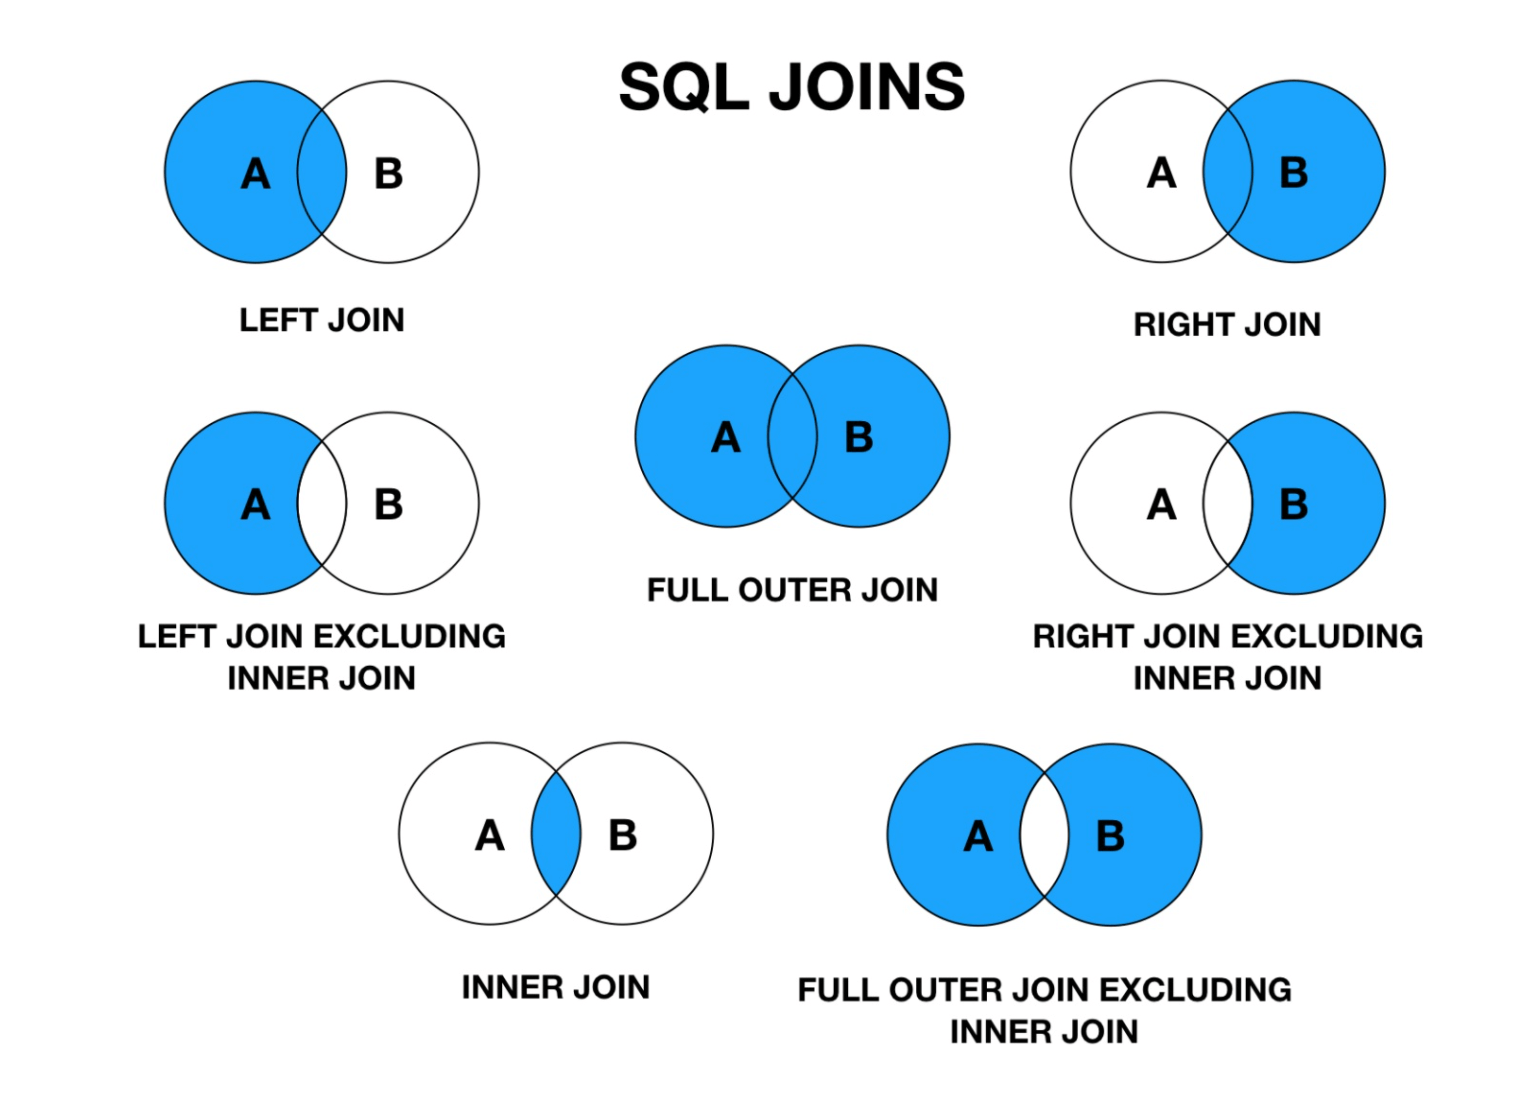 SQL JOINS
A B
LEFT JOIN
A B
RIGHT JOIN
A B
FULL OUTER JOIN
A B
LEFT JOIN EXCLUDING
INNER JOIN
A B
RIGHT JOIN EXCLUDING
INNER JOIN
A B
INNER JOIN
A B
FULL OUTER JOIN EXCLUDING
INNER JOIN